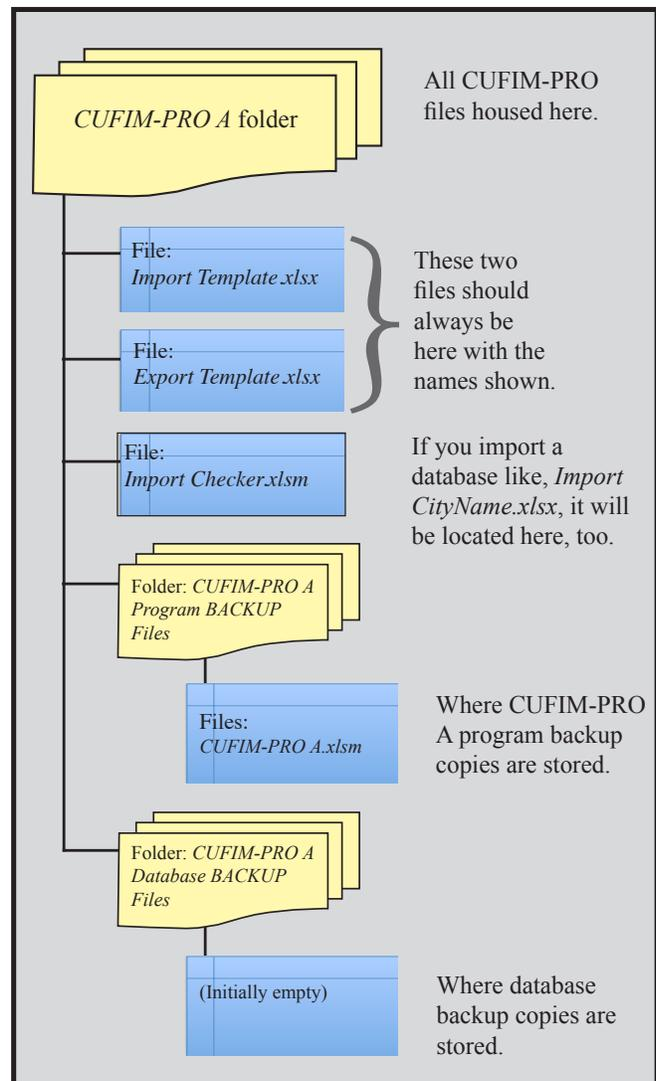 CUFIM-PRO A folder
All CUFIM-PRO
files housed here.
File:
Import Template.xlsx
File:
Export Template.xlsx
These two
files should
always be
here with the
names shown.
File:
Import Checker.xlsm
If you import a
database like, Import
CityName.xlsx, it will
be located here, too.
Folder: CUFIM-PRO A
Program BACKUP
Files
Files:
CUFIM-PRO A.xlsm
Where CUFIM-PRO
A program backup
copies are stored.
Folder: CUFIM-PRO A
Database BACKUP
Files
(Initially empty)
Where database
backup copies are
stored.